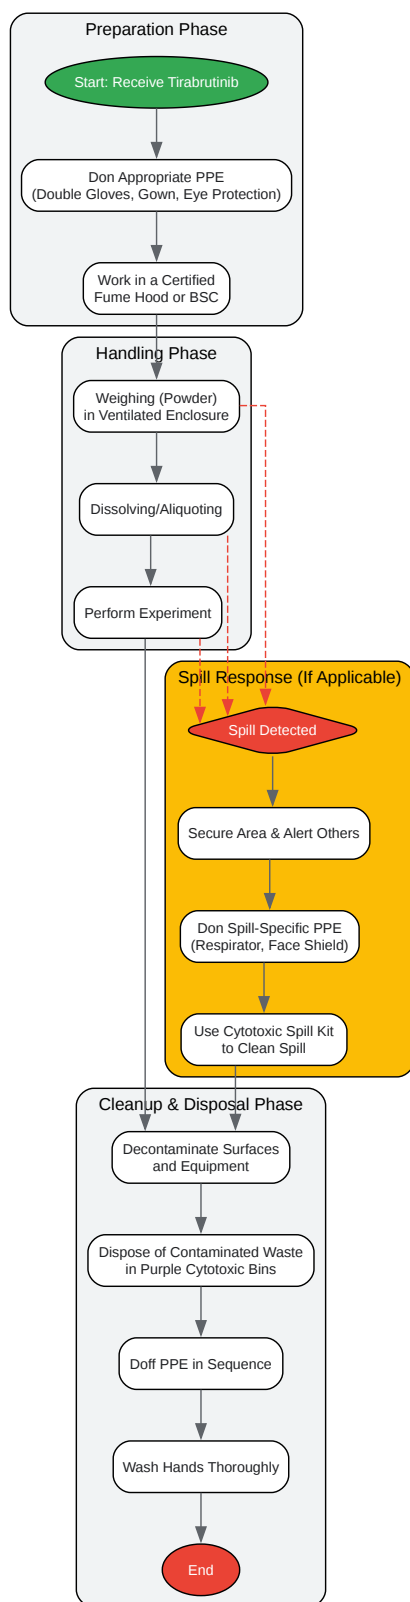 Preparation Phase
Start: Receive Tirabrutinib
Don Appropriate PPE
(Double Gloves, Gown, Eye Protection)
Work in a Certified
Fume Hood or BSC
Handling Phase
Weighing (Powder)
in Ventilated Enclosure
Dissolving/Aliquoting
Perform Experiment
Spill Response (If Applicable)
Spill Detected
Secure Area & Alert Others
Don Spill-Specific PPE
(Respirator, Face Shield)
Use Cytotoxic Spill Kit
to Clean Spill
Cleanup & Disposal Phase
Decontaminate Surfaces
and Equipment
Dispose of Contaminated Waste
in Purple Cytotoxic Bins
Doff PPE in Sequence
Wash Hands Thoroughly
End